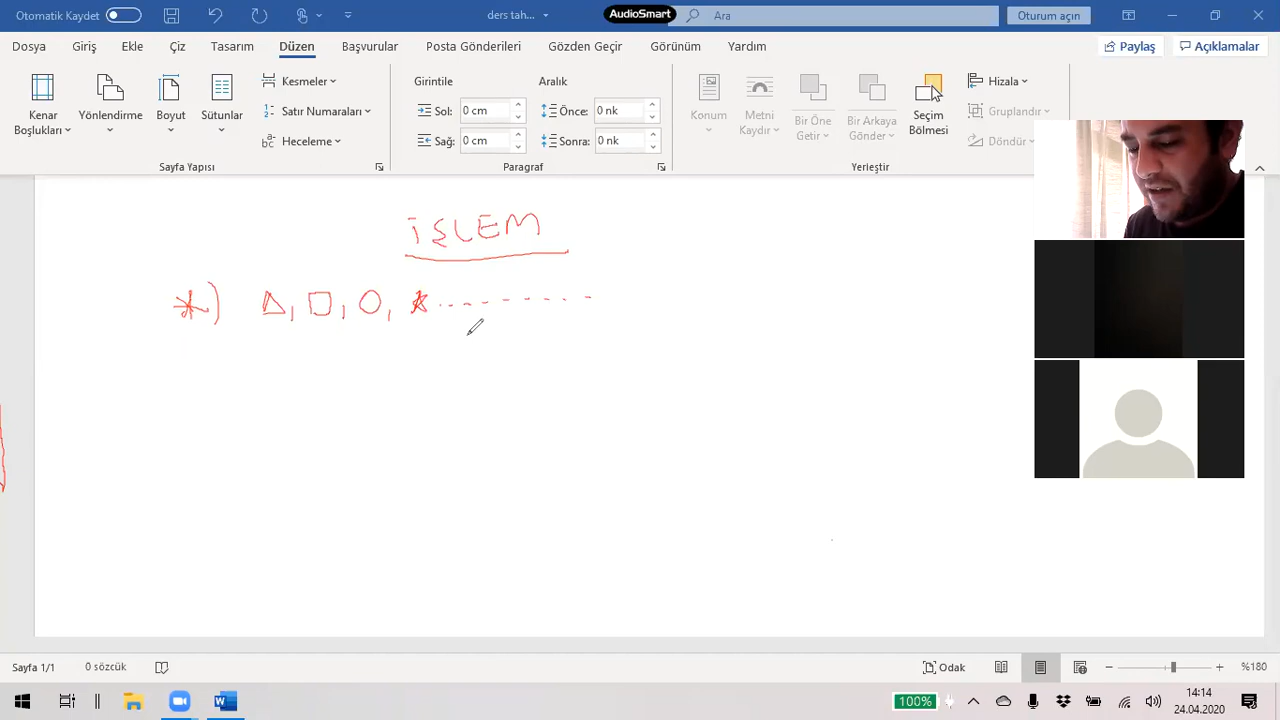 Otomatik Kaydet
ders tah...
AudioSmart
Ara
Oturum açın
Dosya Giriş Ekle Çiz Tasarım Düzen Başvurular Posta Gönderileri Gözden Geçir Görünüm Yardım
Paylaş Açıklamalar
Kenar Boşlukları
Yönlendirme
Boyut
Sütunlar
Kesmeler
Satır Numaraları
Heceleme
Sayfa Yapısı
Girintile
Sol: 0 cm
Sağ: 0 cm
Aralık
Önce: 0 nk
Sonra: 0 nk
Paragraf
Konum
Metni Kaydır
Bir Öne Getir
Bir Arkaya Gönder
Seçim Bölmesi
Hizala
Gruplandır
Döndür
Yerleştir
İŞLEM
*) △, □, ○, ☆ ---------
Sayfa 1/1 0 sözcük
Odak
%180
100%
14:14
24.04.2020